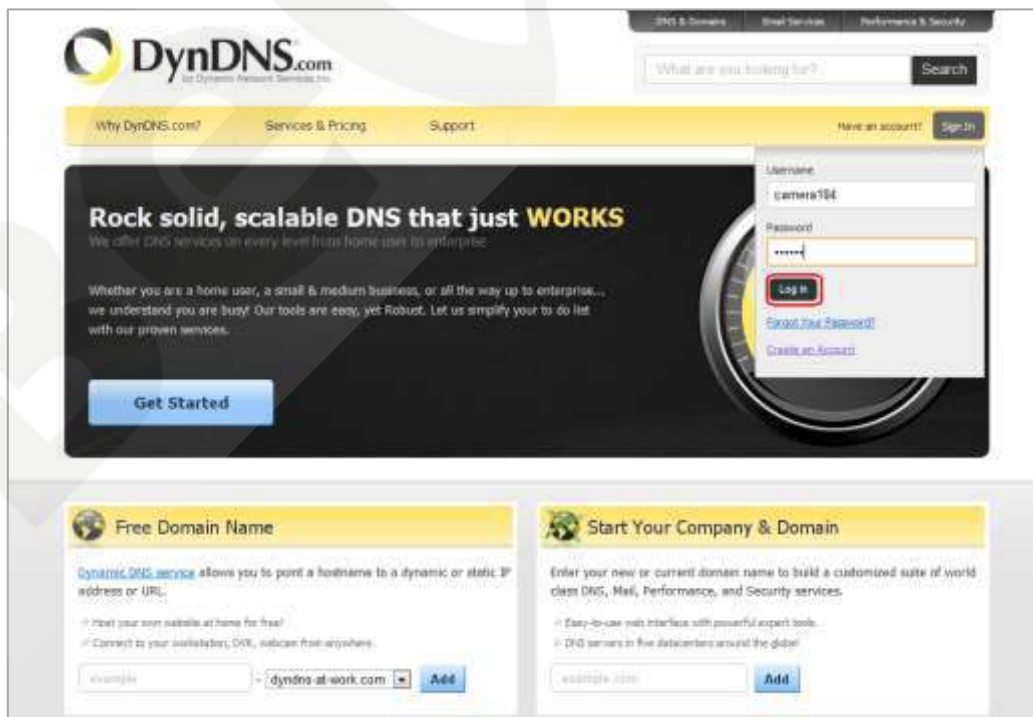 DNS & Domains Email Services Performance & Security
DynDNS.com
by Dynamic Network Services Inc.
What are you looking for? Search
Why DynDNS.com? Services & Pricing Support Have an account? Sign In
Username
camera104
Password
••••••
Log in
Forgot Your Password?
Create an Account
Rock solid, scalable DNS that just WORKS
We offer DNS services on every level from home user to enterprise
Whether you are a home user, a small & medium business, or all the way up to enterprise...
we understand you are busy! Our tools are easy, yet Robust. Let us simplify your to do list
with our proven services.
Get Started
Free Domain Name
Dynamic DNS service allows you to point a hostname to a dynamic or static IP
address or URL.
Host your own website at home for free!
Connect to your workstation, DVR, webcam from anywhere.
example - dyndns-at-work.com Add
Start Your Company & Domain
Enter your new or current domain name to build a customized suite of world
class DNS, Mail, Performance, and Security services.
Easy-to-use web interface with powerful expert tools.
DNS servers in five datacenters around the globe!
example.com Add